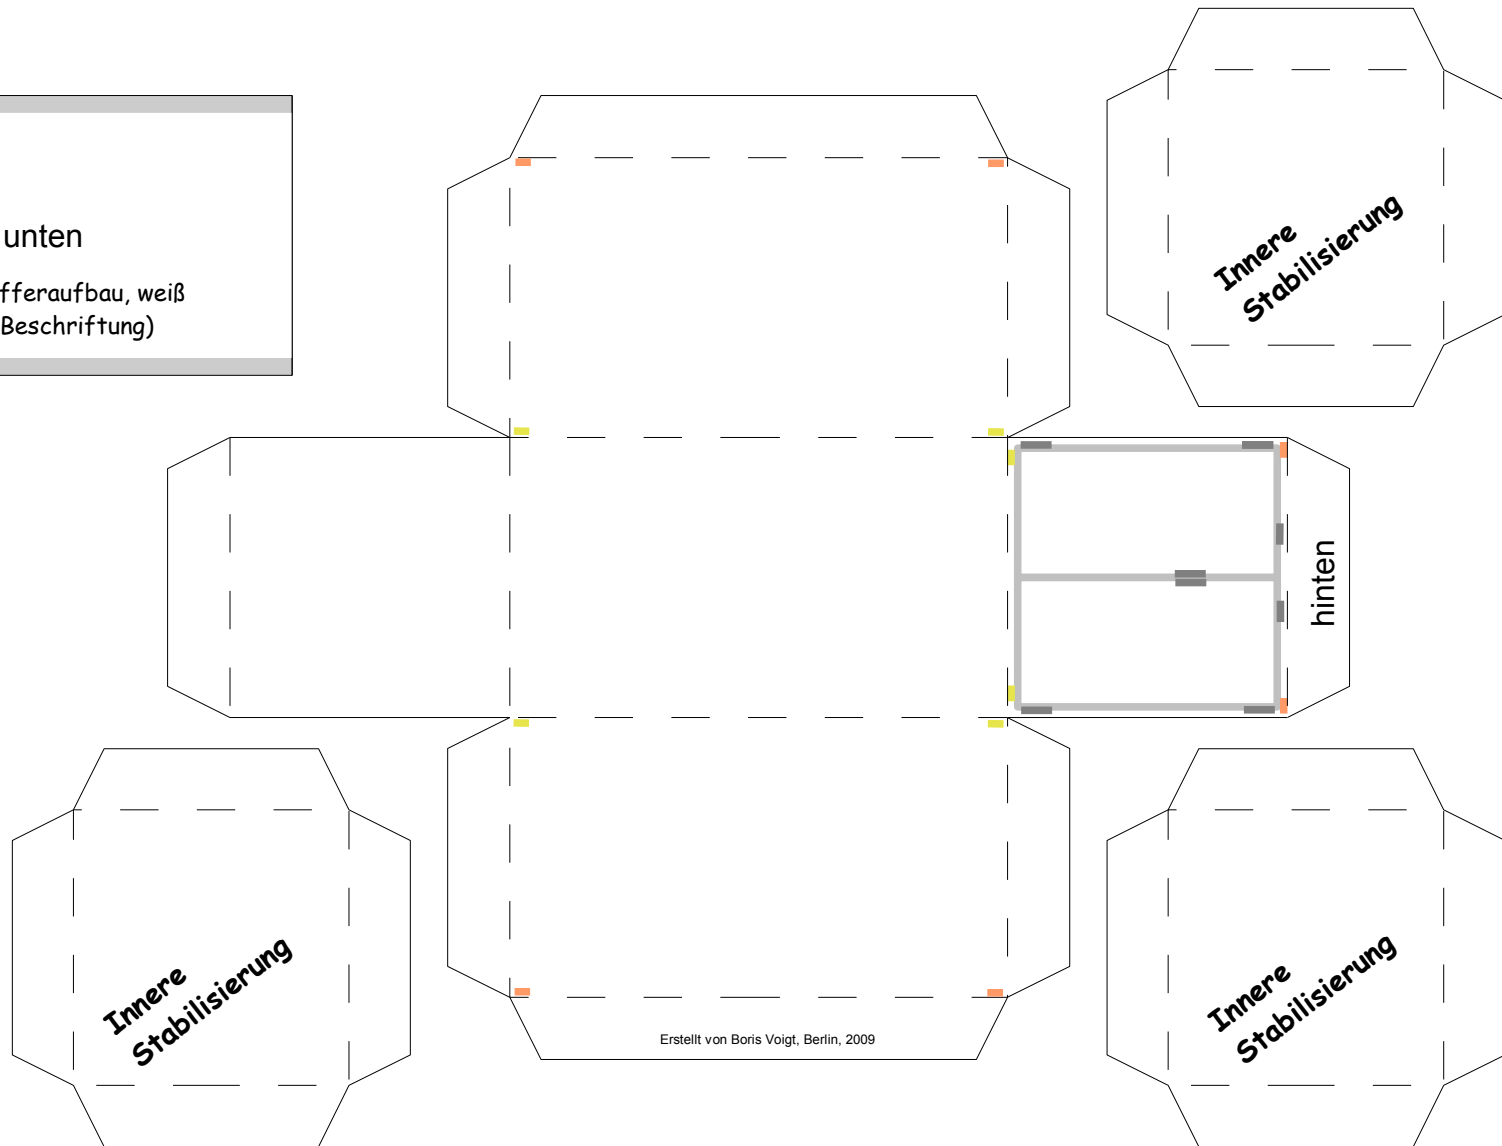 unten
fferaufbau, weiß
Beschriftung)
Innere
Stabilisierung
hinten
Innere
Stabilisierung
Innere
Stabilisierung
Erstellt von Boris Voigt, Berlin, 2009